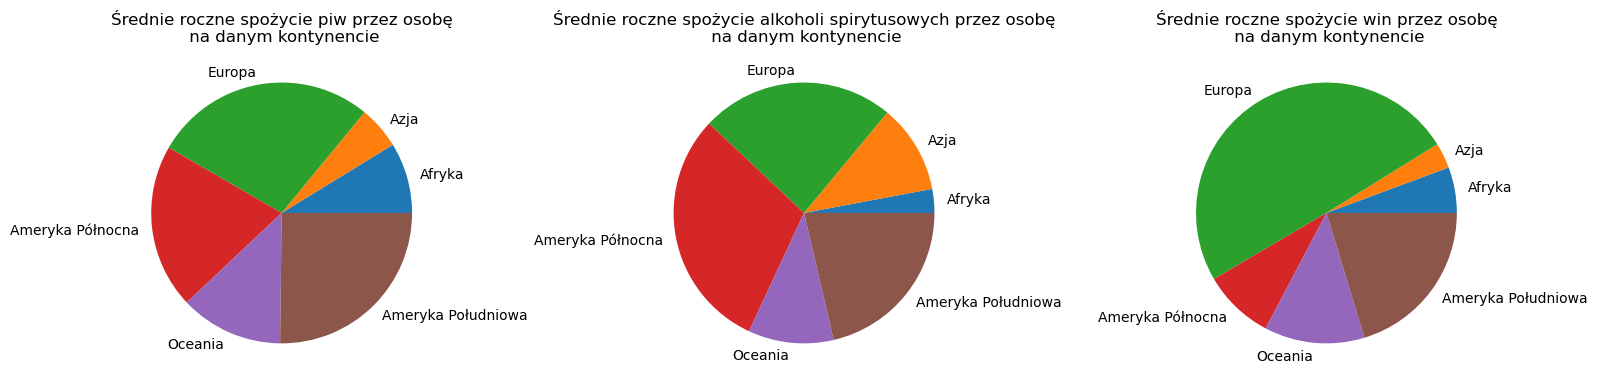 Średnie roczne spożycie piw przez osobę
na danym kontynencie
Europa
Azja
Afryka
Ameryka Północna
Oceania
Ameryka Południowa
Średnie roczne spożycie alkoholi spirytusowych przez osobę
na danym kontynencie
Europa
Azja
Afryka
Ameryka Północna
Oceania
Ameryka Południowa
Średnie roczne spożycie win przez osobę
na danym kontynencie
Europa
Azja
Afryka
Ameryka Północna
Oceania
Ameryka Południowa